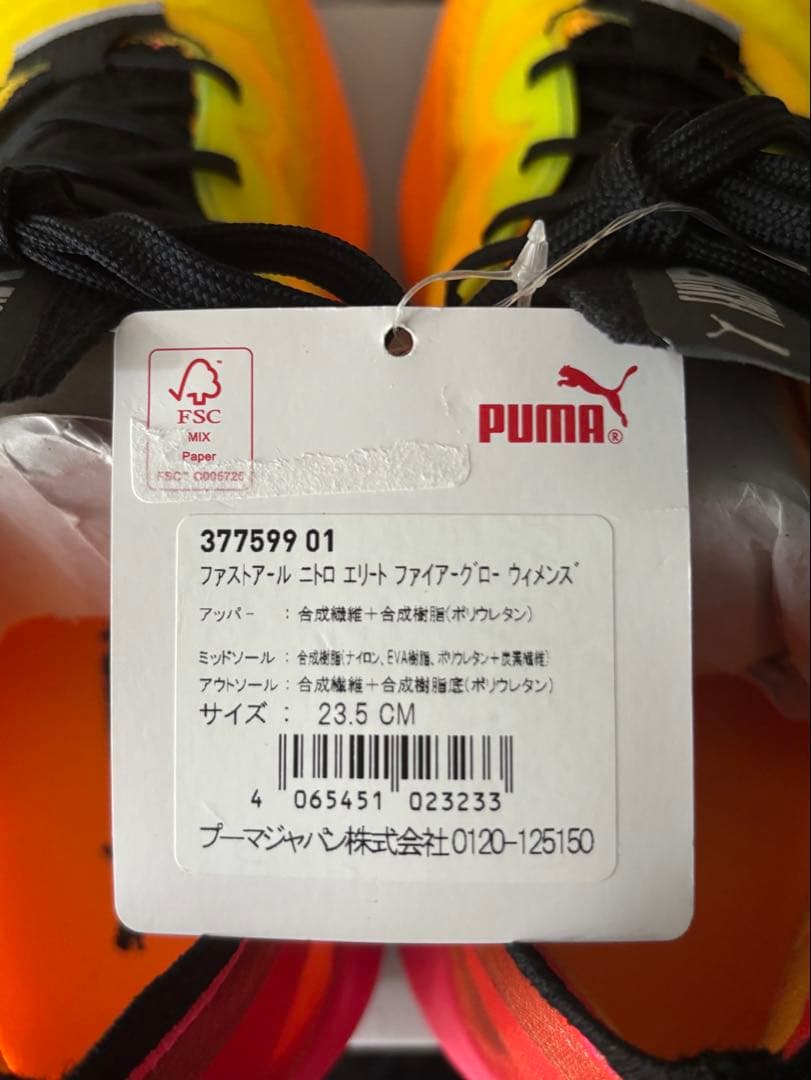 FSC
MIX
Paper
FSC™ C006726
PUMA®
377599 01
ファストアール ニトロ エリート ファイアーグロー ウィメンズ
アッパー : 合成繊維+合成樹脂(ポリウレタン)
ミッドソール : 合成樹脂(ナイロン、EVA樹脂、ポリウレタン+炭素繊維)
アウトソール : 合成繊維+合成樹脂底(ポリウレタン)
サイズ : 23.5 CM
4 065451 023233
プーマジャパン株式会社0120-125150